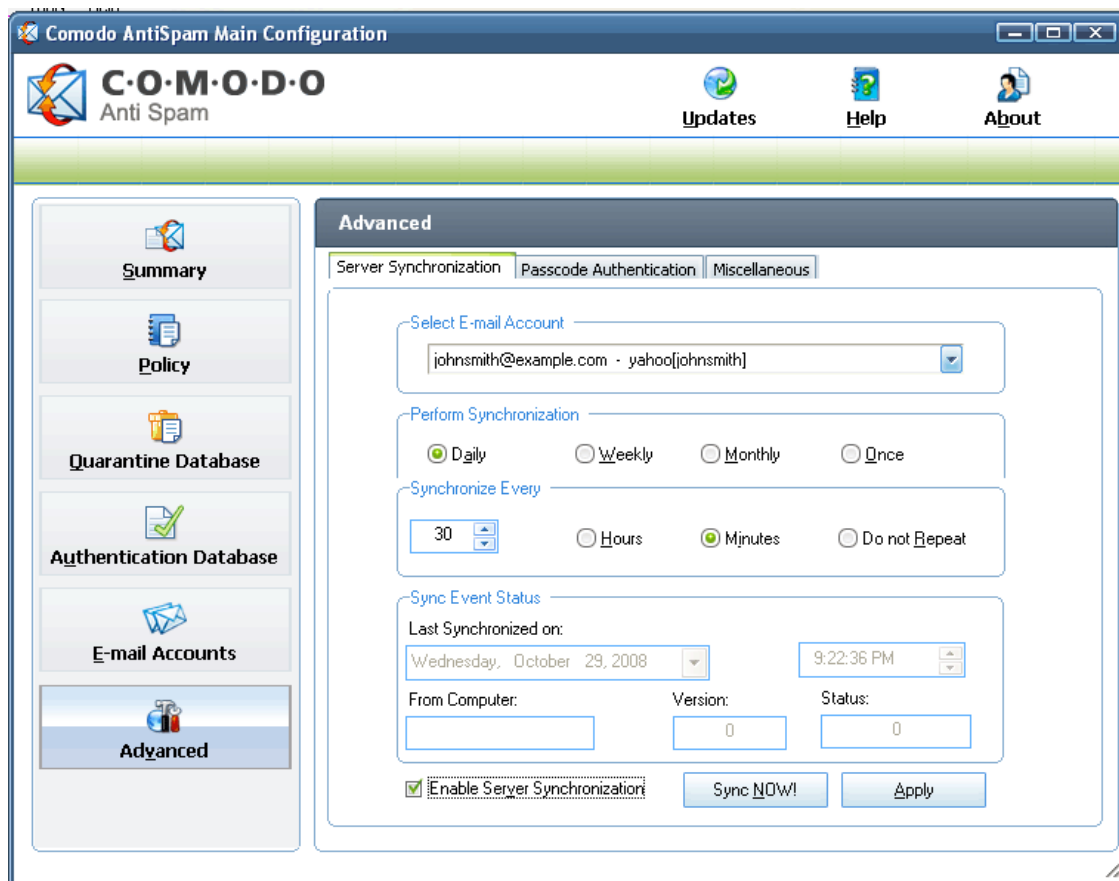 Comodo AntiSpam Main Configuration
C·O·M·O·D·O
Anti Spam
Updates
Help
About
Summary
Policy
Quarantine Database
Authentication Database
E-mail Accounts
Advanced
Advanced
Server Synchronization
Passcode Authentication
Miscellaneous
Select E-mail Account
johnsmith@example.com - yahoo[johnsmith]
Perform Synchronization
Daily
Weekly
Monthly
Once
Synchronize Every
30
Hours
Minutes
Do not Repeat
Sync Event Status
Last Synchronized on:
Wednesday, October 29, 2008
9:22:36 PM
From Computer:
Version:
Status:
0
0
Enable Server Synchronization
Sync NOW!
Apply